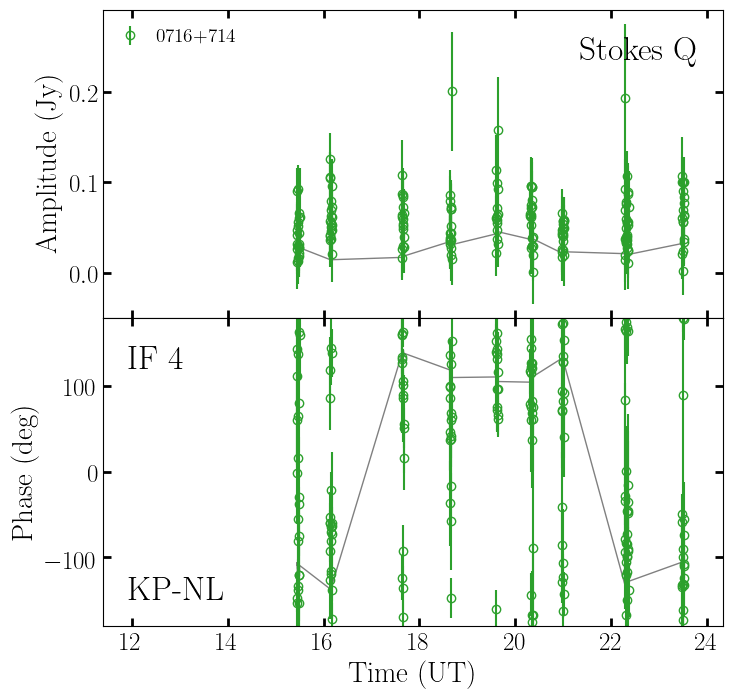 0716+714
Stokes Q
Amplitude (Jy)
0.2
0.1
0.0
IF 4
KP-NL
Phase (deg)
100
0
−100
12 14 16 18 20 22 24
Time (UT)